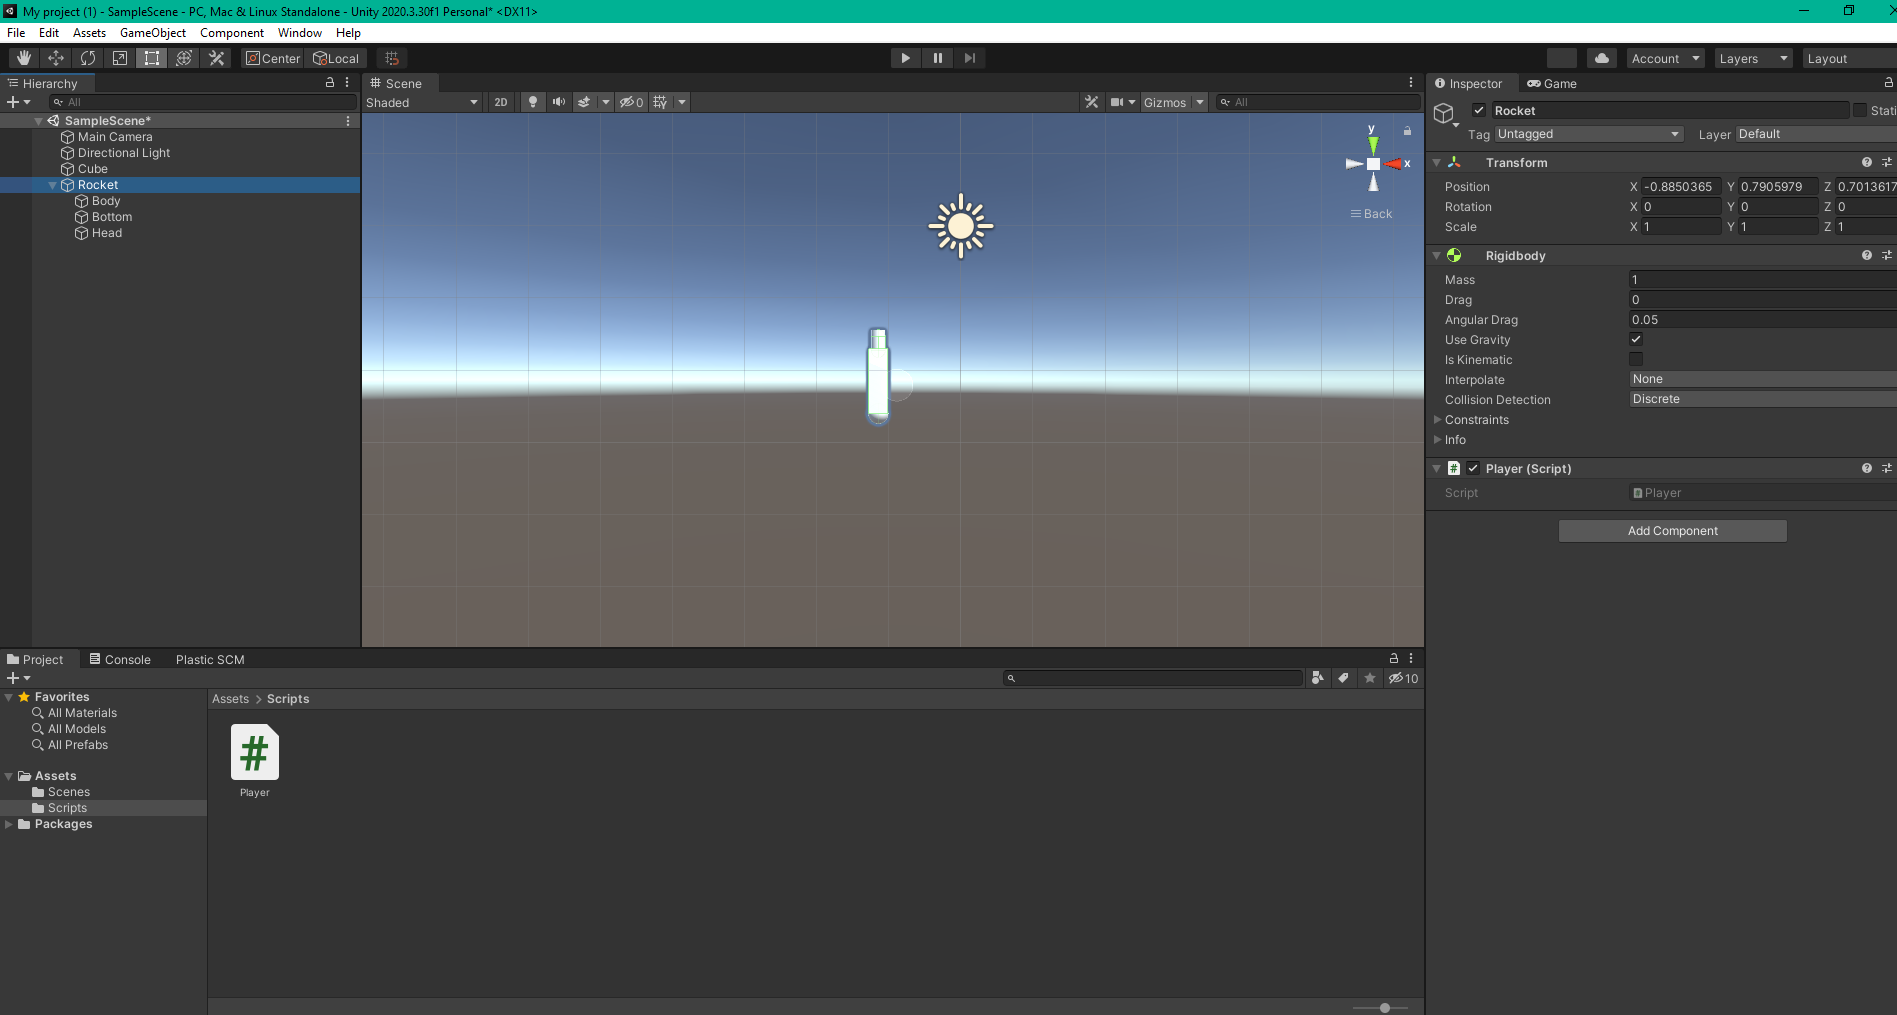 My project (1) - SampleScene - PC, Mac & Linux Standalone - Unity 2020.3.30f1 Personal* <DX11>
File Edit Assets GameObject Component Window Help
Center Local Account Layers Layout
Hierarchy
All
SampleScene*
Main Camera
Directional Light
Cube
Rocket
Body
Bottom
Head
Scene
Shaded 2D 0 Gizmos All
y
x
Back
Inspector Game
Rocket Stati
Tag Untagged Layer Default
Transform
Position X -0.8850365 Y 0.7905979 Z 0.7013617
Rotation X 0 Y 0 Z 0
Scale X 1 Y 1 Z 1
Rigidbody
Mass 1
Drag 0
Angular Drag 0.05
Use Gravity
Is Kinematic
Interpolate None
Collision Detection Discrete
Constraints
Info
# Player (Script)
Script Player
Add Component
Project Console Plastic SCM
10
Favorites
All Materials
All Models
All Prefabs
Assets
Scenes
Scripts
Packages
Assets > Scripts
#
Player